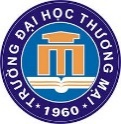 TRƯỜNG ĐẠI HỌC THƯƠNG MẠI
1960